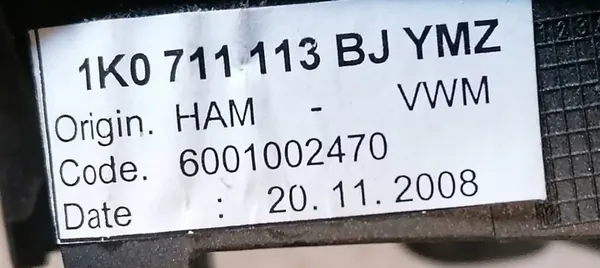 1K0 711 113 BJ YMZ
Origin. HAM - VWM
Code. 6001002470
Date : 20. 11. 2008